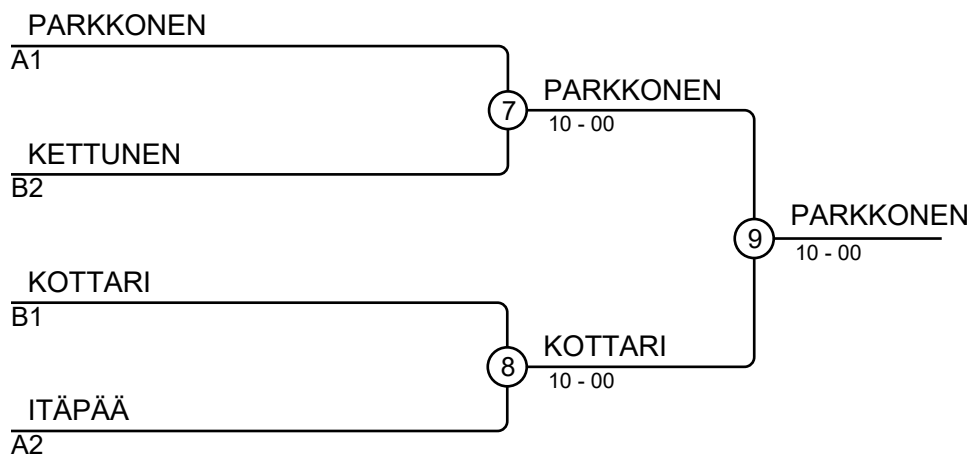 PARKKONEN
A1
7
PARKKONEN
10 - 00
KETTUNEN
B2
9
PARKKONEN
10 - 00
KOTTARI
B1
8
KOTTARI
10 - 00
ITÄPÄÄ
A2